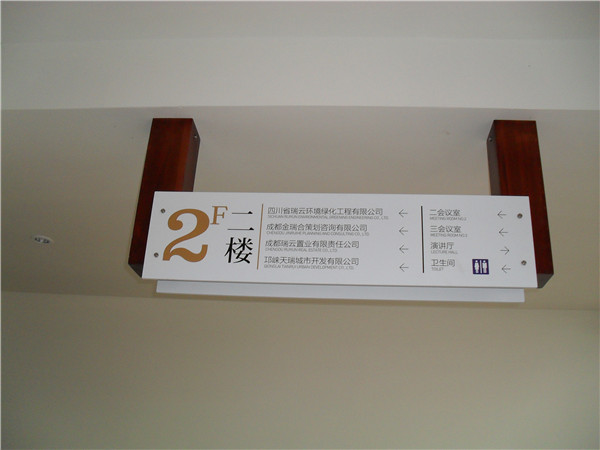 2F
二楼
四川省瑞云环境绿化工程有限公司
成都金瑞合策划咨询有限公司
成都瑞云置业有限责任公司
邛崃天瑞城市开发有限公司
二会议室
三会议室
演讲厅
LECTURE HALL
卫生间
TOILET